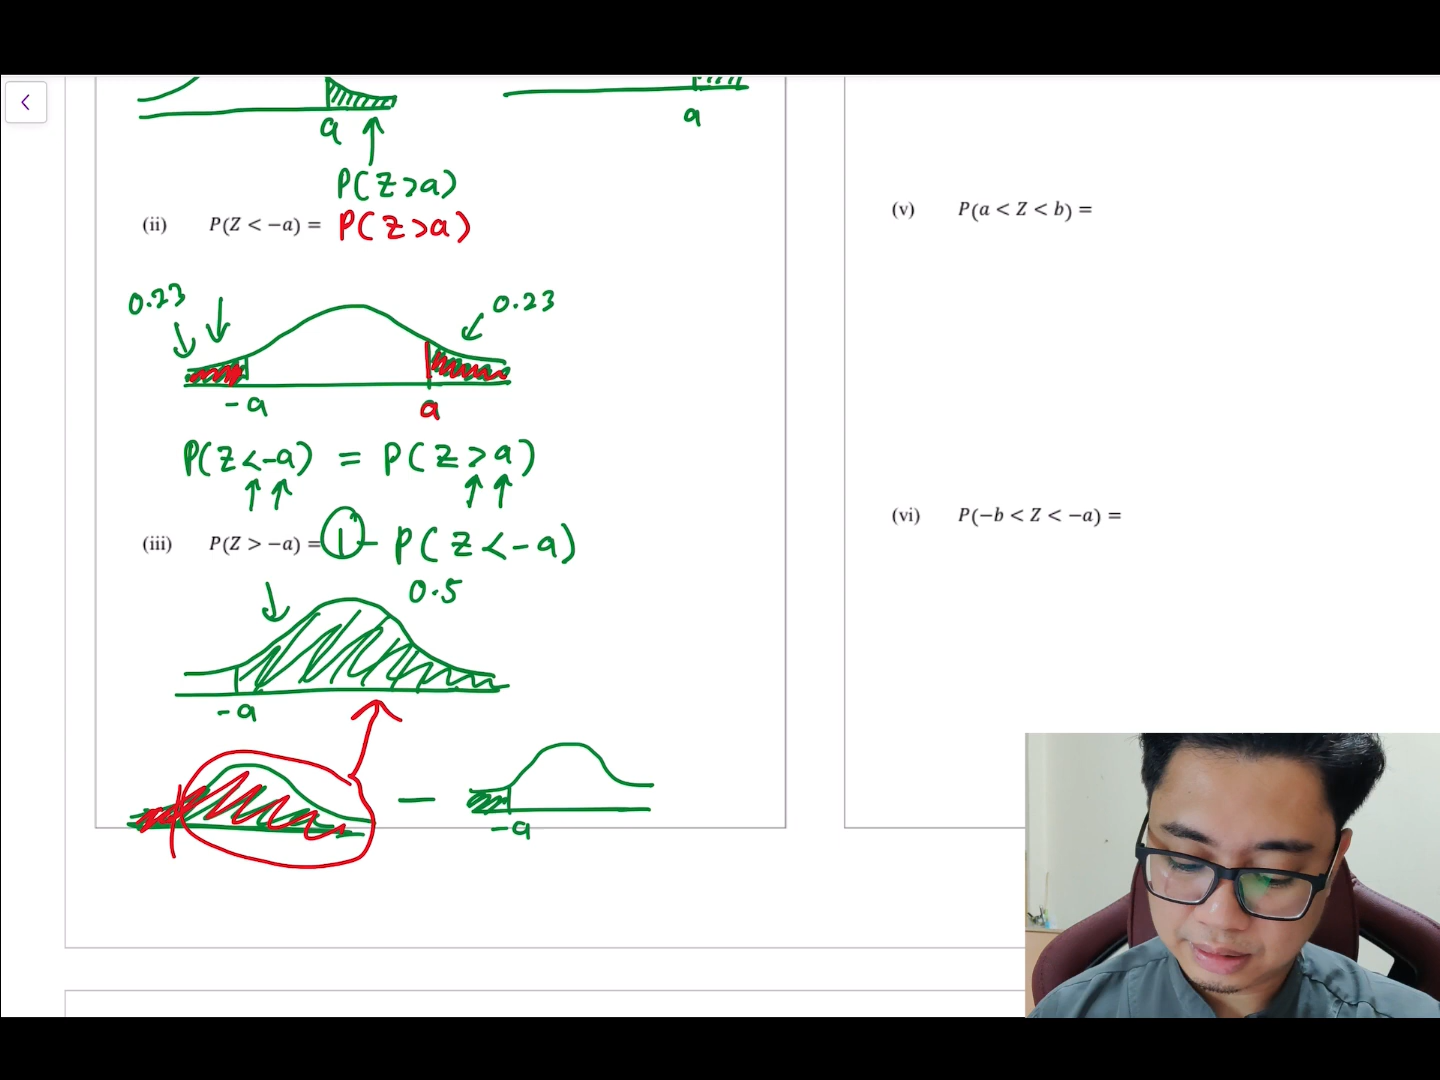 a
a
P(Z>a)
(ii) P(Z < −a) = P(Z>a)
0.23
0.23
-a
a
P(Z<-a) = P(Z>a)
(iii) P(Z > −a) = 1 - P(Z<-a)
0.5
-a
-
-a
(v) P(a < Z < b) =
(vi) P(−b < Z < −a) =